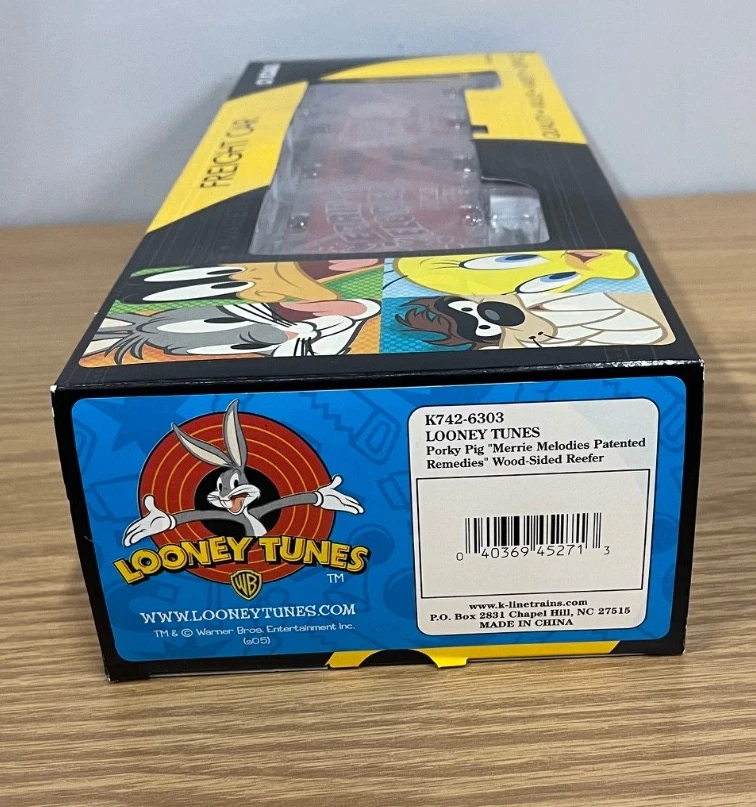 FREIGHT CAR
LOONEY TUNES
TM
WB
WWW.LOONEYTUNES.COM
TM & © Warner Bros. Entertainment Inc.
(s05)
K742-6303
LOONEY TUNES
Porky Pig "Merrie Melodies Patented
Remedies" Wood-Sided Reefer
0 40369 45271 3
www.k-linetrains.com
P.O. Box 2831 Chapel Hill, NC 27515
MADE IN CHINA